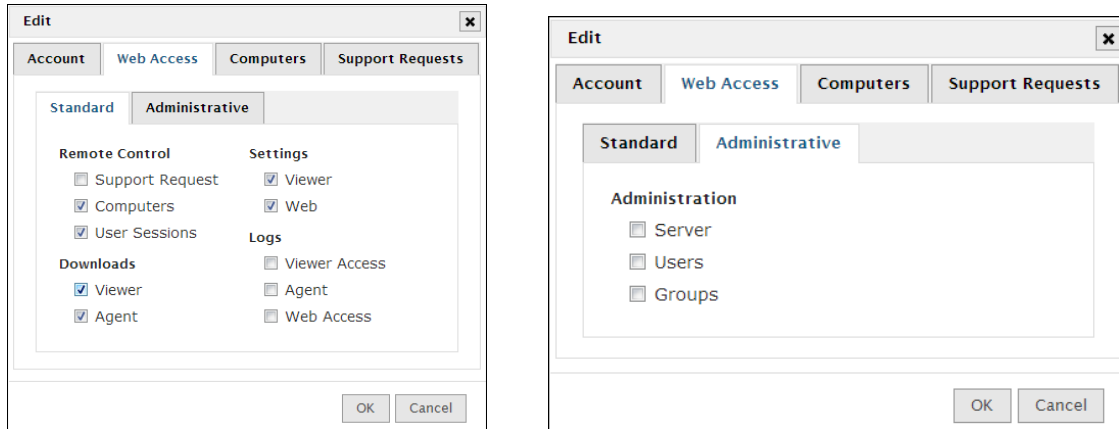 Edit
Account Web Access Computers Support Requests
Standard Administrative
Remote Control
Support Request
Computers
User Sessions
Downloads
Viewer
Agent
Settings
Viewer
Web
Logs
Viewer Access
Agent
Web Access
OK Cancel
Edit
Account Web Access Computers Support Requests
Standard Administrative
Administration
Server
Users
Groups
OK Cancel